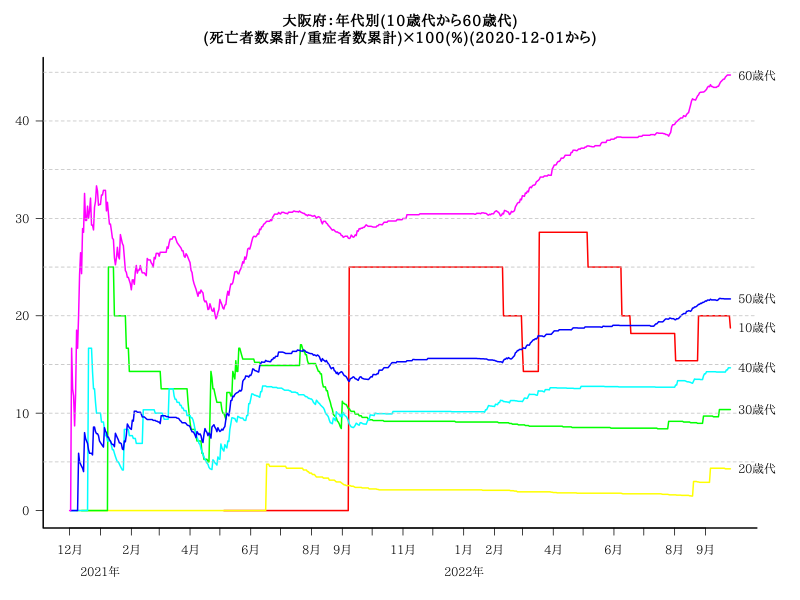 大阪府：年代別(10歳代から60歳代)
(死亡者数累計/重症者数累計)×100(%)(2020-12-01から)
60歳代
40
30
50歳代
20
10歳代
40歳代
10
30歳代
20歳代
0
12月 2月 4月 6月 8月 9月 11月 1月 2月 4月 6月 8月 9月
2021年 2022年